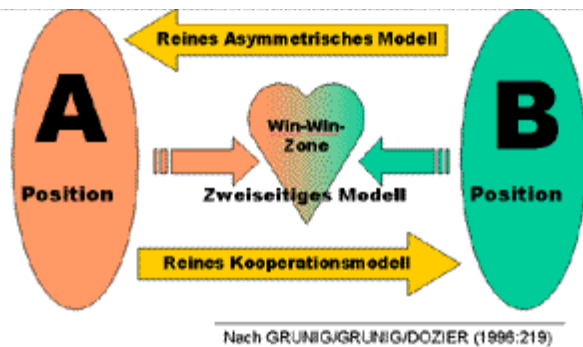 Reines Asymmetrisches Modell
A
Position
Win-Win-
Zone
Zweiseitiges Modell
B
Position
Reines Kooperationsmodell
Nach GRUNIG/GRUNIG/DOZIER (1996:219)